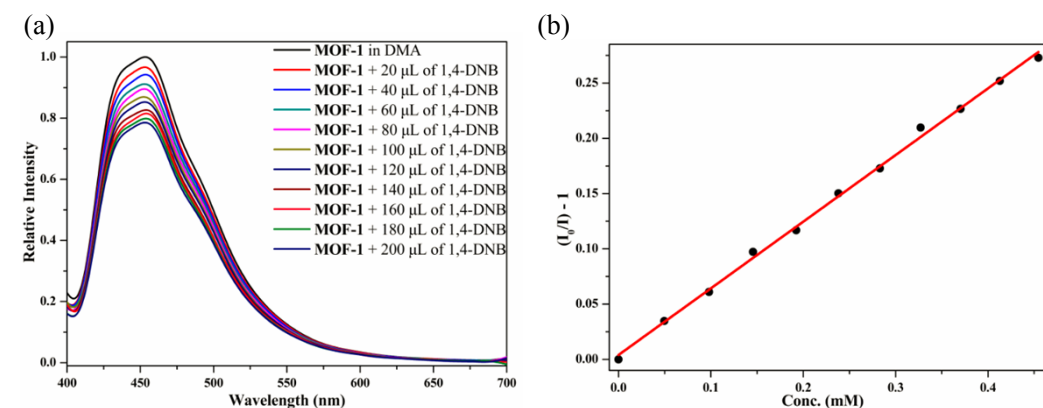 (a)
1.0
0.8
0.6
0.4
0.2
0.0
400
450
500
550
600
650
700
Relative Intensity
Wavelength (nm)
MOF-1 in DMA
MOF-1 + 20 μL of 1,4-DNB
MOF-1 + 40 μL of 1,4-DNB
MOF-1 + 60 μL of 1,4-DNB
MOF-1 + 80 μL of 1,4-DNB
MOF-1 + 100 μL of 1,4-DNB
MOF-1 + 120 μL of 1,4-DNB
MOF-1 + 140 μL of 1,4-DNB
MOF-1 + 160 μL of 1,4-DNB
MOF-1 + 180 μL of 1,4-DNB
MOF-1 + 200 μL of 1,4-DNB
(b)
0.25
0.20
0.15
0.10
0.05
0.00
0.0
0.1
0.2
0.3
0.4
(I0/I) - 1
Conc. (mM)